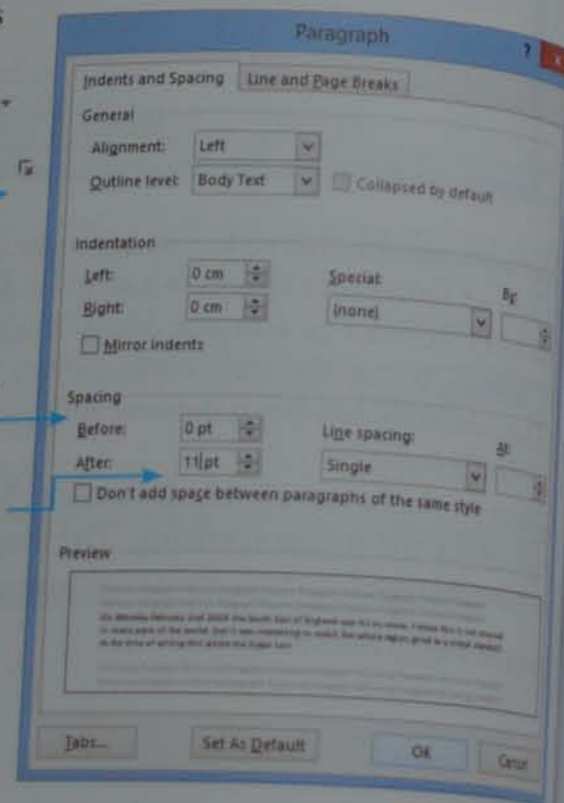 Paragraph ?
Indents and Spacing Line and Page Breaks
General
Alignment: Left
Outline level: Body Text Collapsed by default
Indentation
Left: 0 cm Special: By:
Right: 0 cm (none)
Mirror indents
Spacing
Before: 0 pt Line spacing: At:
After: 11 pt Single
Don't add space between paragraphs of the same style
Preview
Tabs... Set As Default OK Cancel